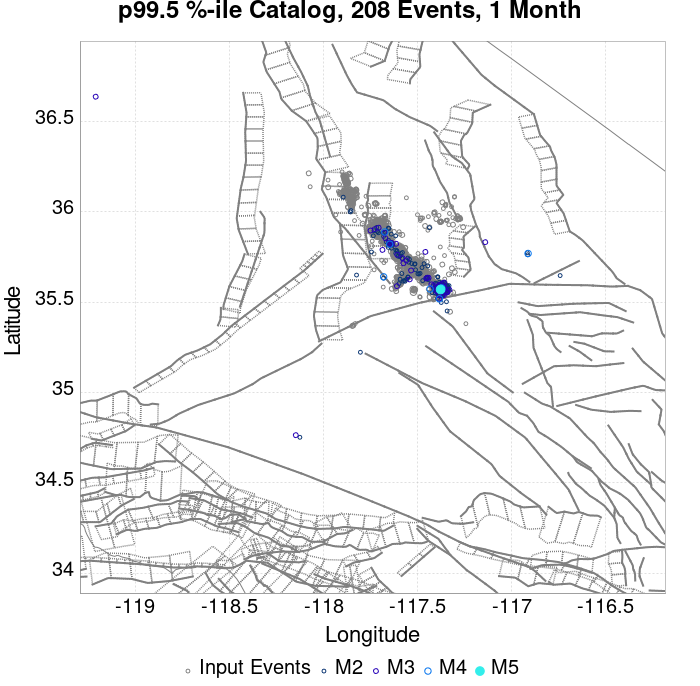 p99.5 %-ile Catalog, 208 Events, 1 Month
36.5
36
35.5
35
34.5
34
Latitude
-119 -118.5 -118 -117.5 -117 -116.5
Longitude
Input Events M2 M3 M4 M5